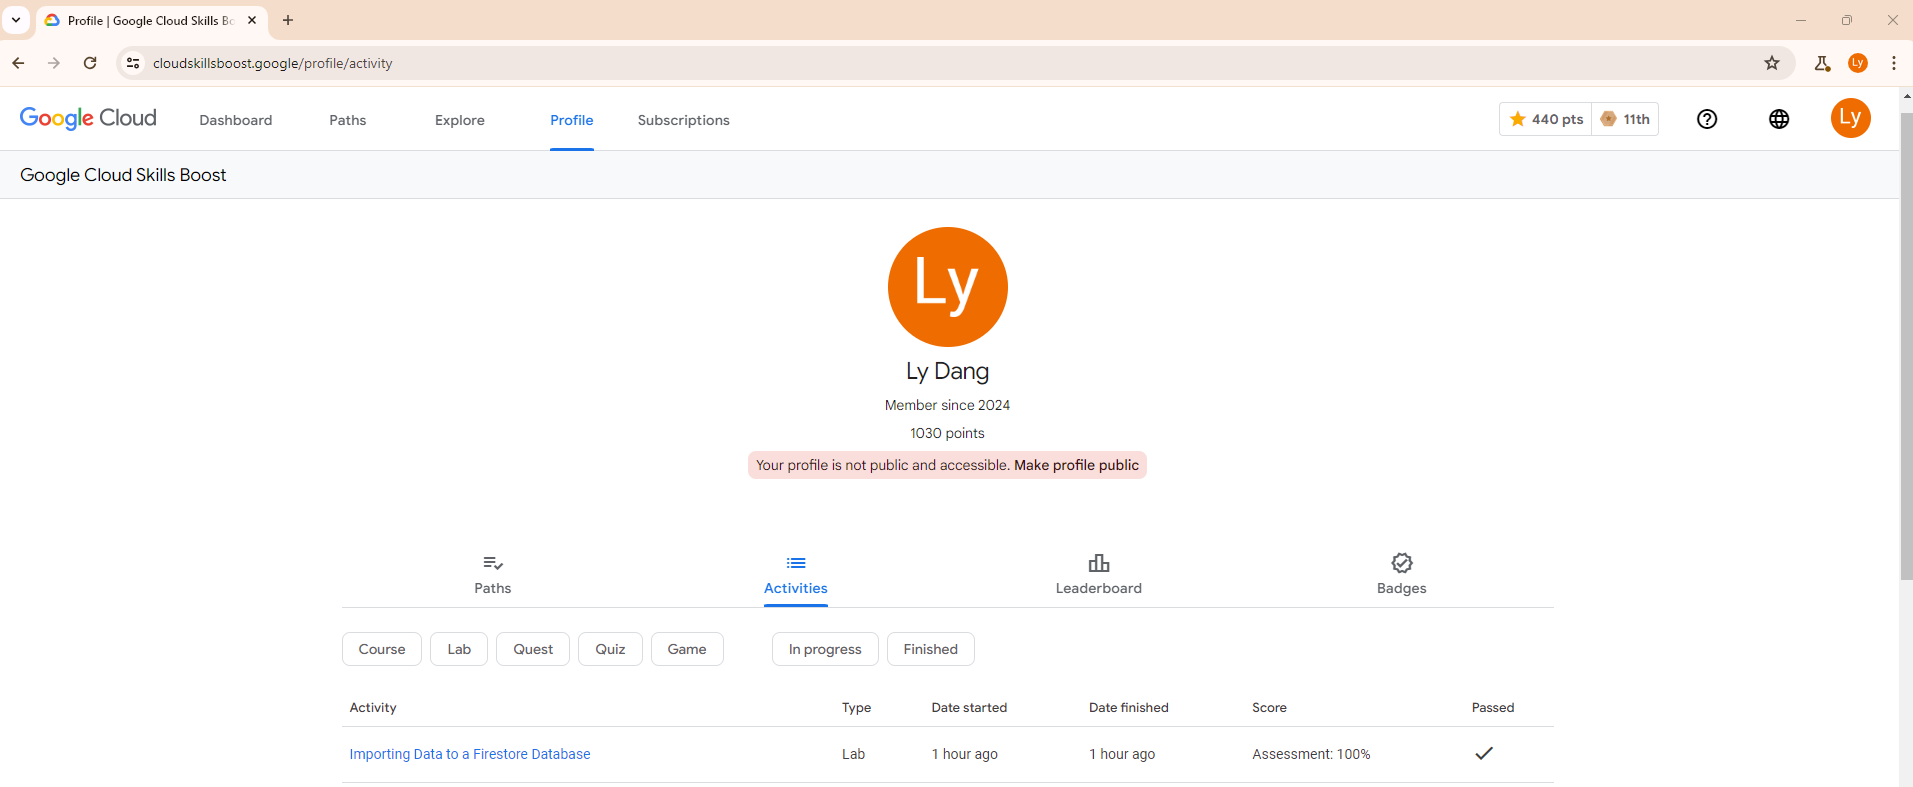 Profile | Google Cloud Skills Bo
cloudskillsboost.google/profile/activity
Ly
Google Cloud Dashboard Paths Explore Profile Subscriptions 440 pts 11th Ly
Google Cloud Skills Boost
Ly
Ly Dang
Member since 2024
1030 points
Your profile is not public and accessible. Make profile public
Paths Activities Leaderboard Badges
Course Lab Quest Quiz Game In progress Finished
Activity Type Date started Date finished Score Passed
Importing Data to a Firestore Database Lab 1 hour ago 1 hour ago Assessment: 100%